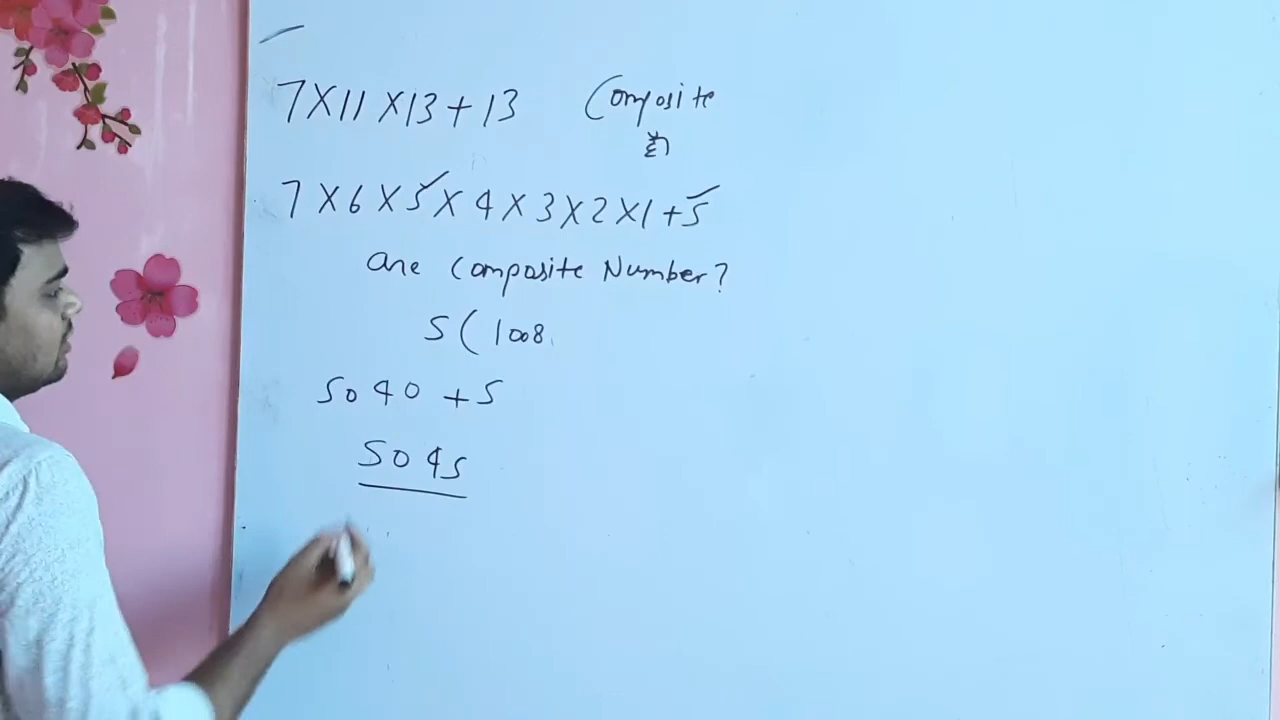 7×11×13+13 Composite
है
7×6×5×4×3×2×1+5
are Composite Number?
5(1008
5040+5
5045